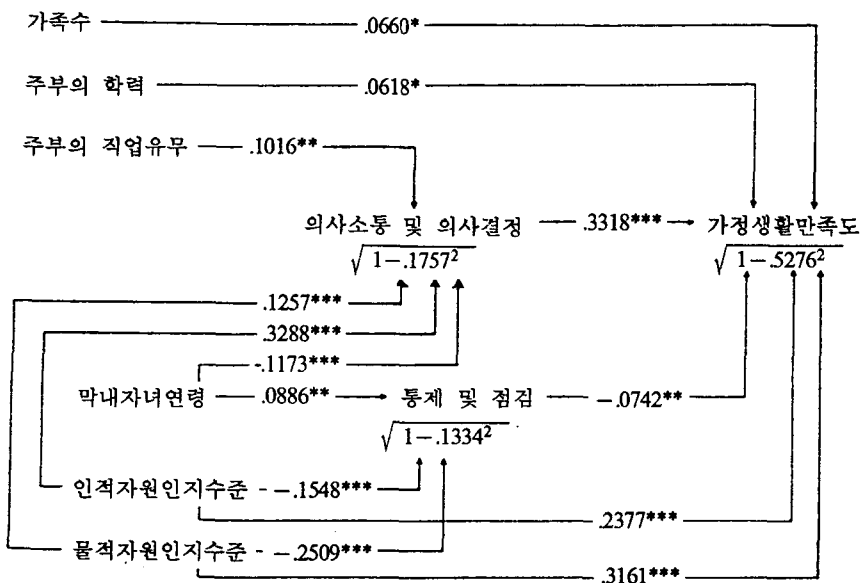 가족수 .0660*
주부의 학력 .0618*
주부의 직업유무 .1016**
의사소통 및 의사결정 .3318*** 가정생활만족도
√1−.1757² √1−.5276²
.1257***
.3288***
-.1173***
막내자녀연령 .0886** 통제 및 점검 −.0742**
√1−.1334²
인적자원인지수준 - −.1548***
.2377***
물적자원인지수준 - −.2509***
.3161***